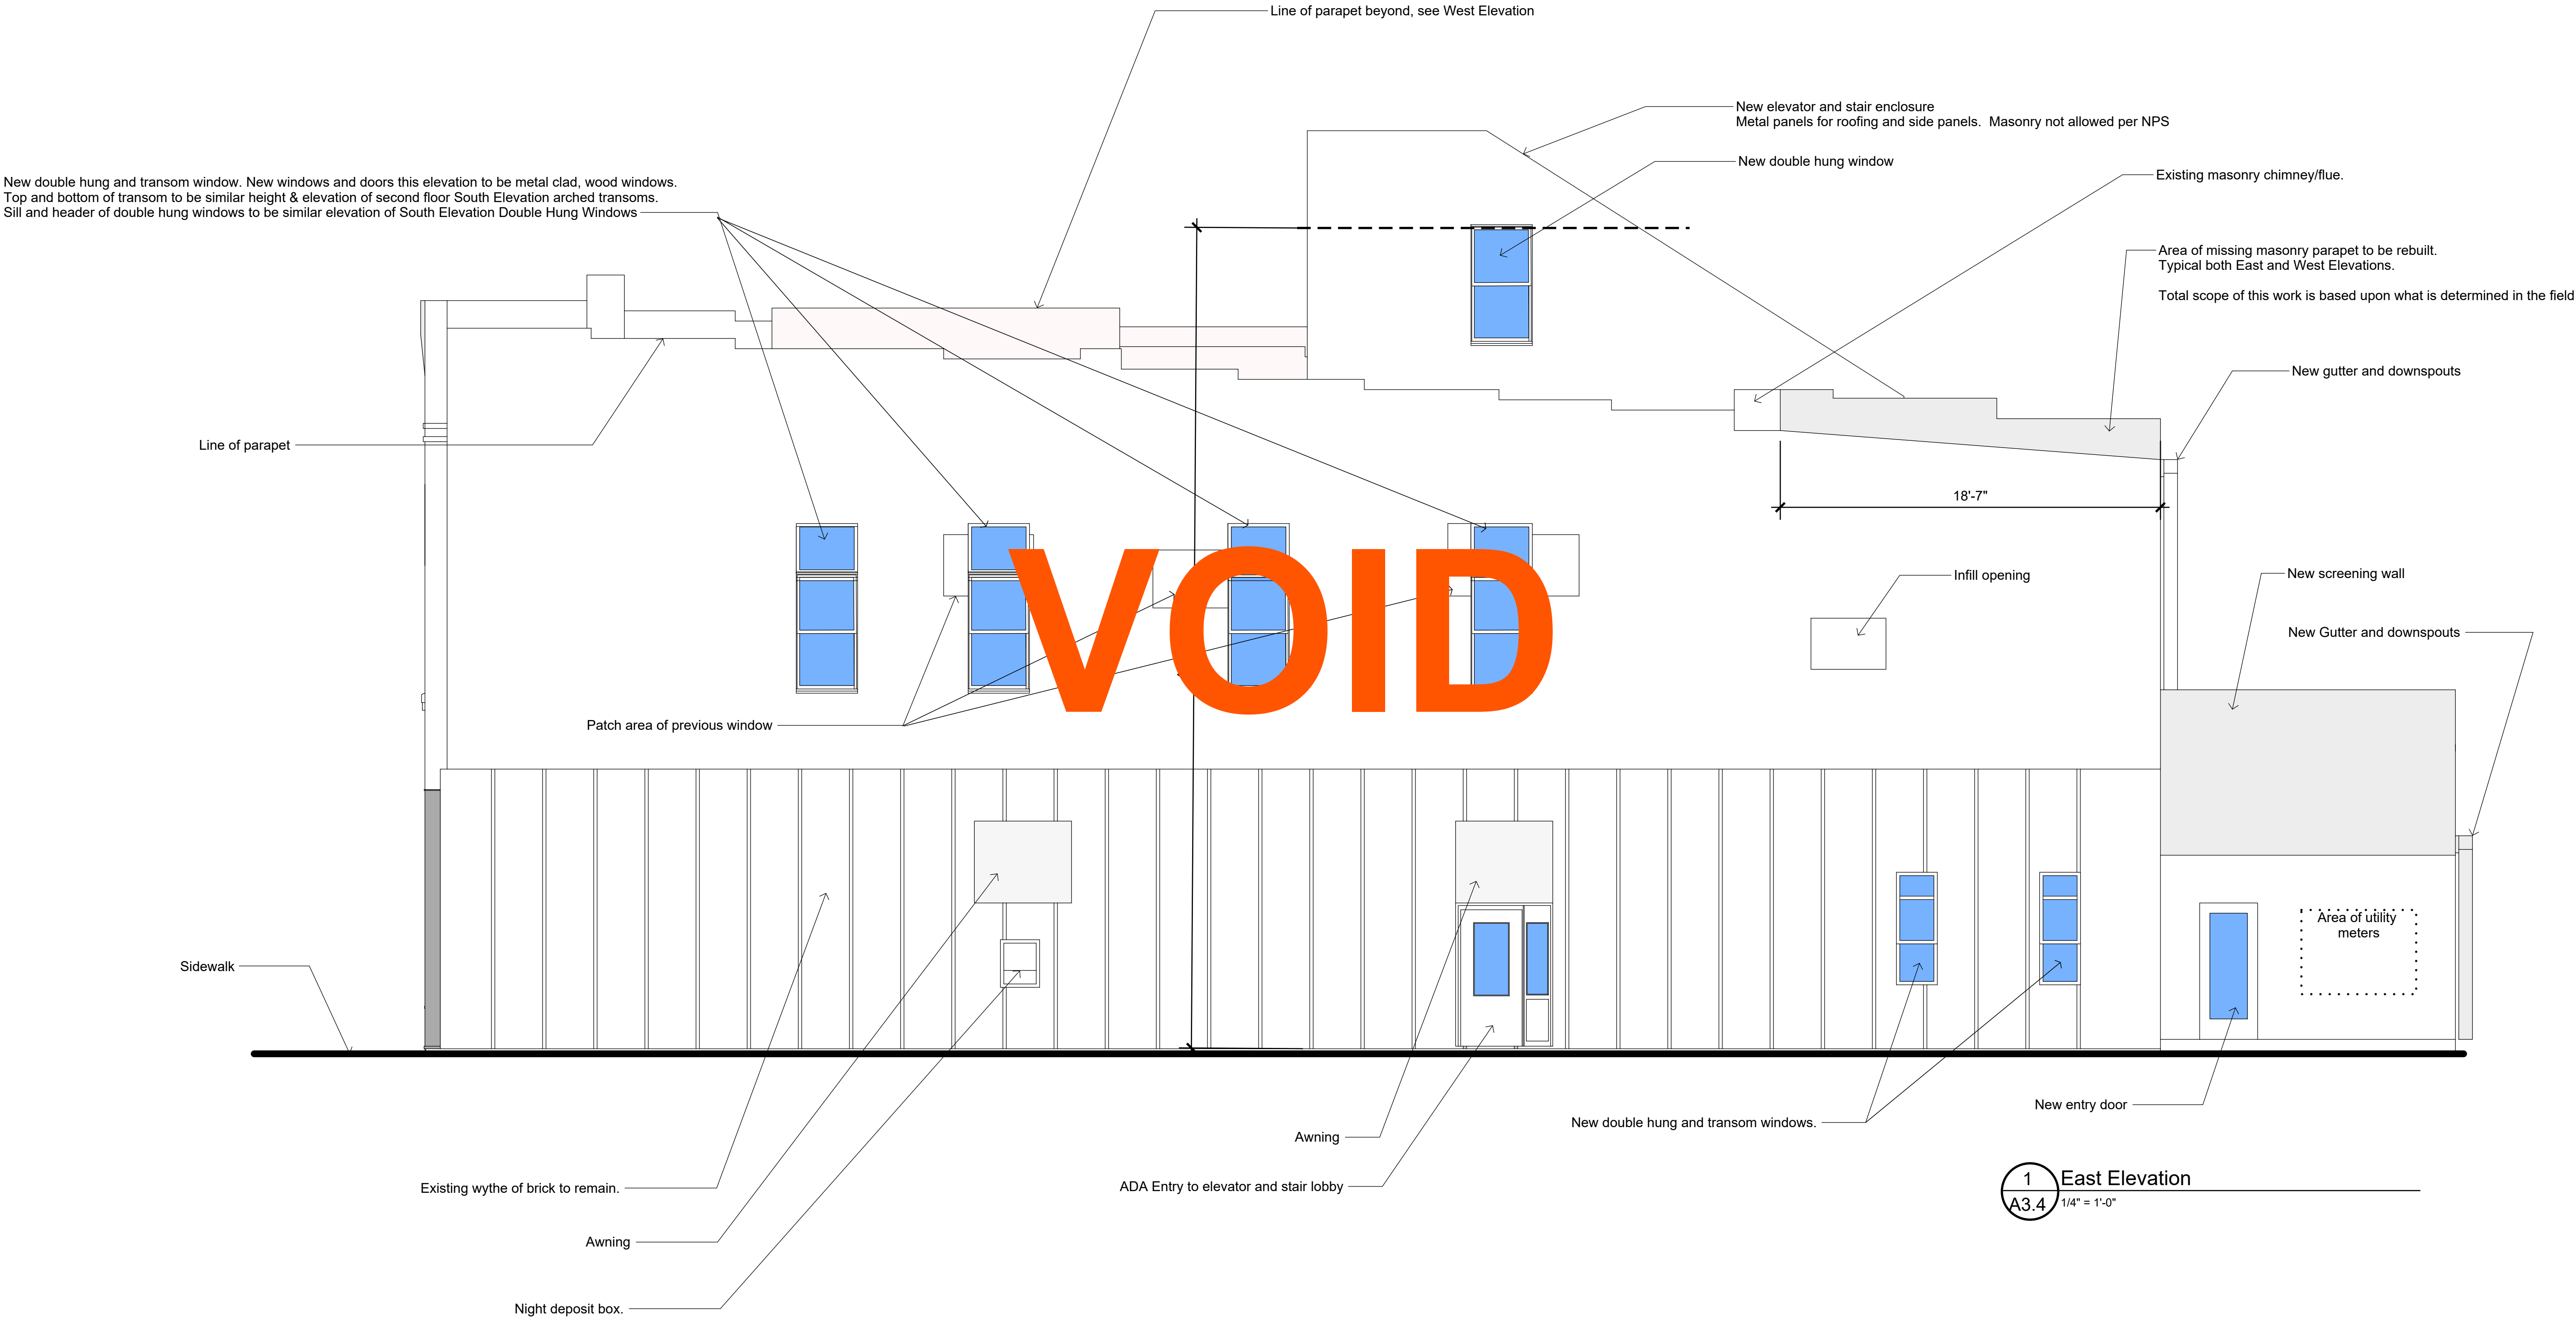 Line of parapet beyond, see West Elevation
New elevator and stair enclosure
Metal panels for roofing and side panels.  Masonry not allowed per NPS
New double hung window
Existing masonry chimney/flue.
New double hung and transom window. New windows and doors this elevation to be metal clad, wood windows.
Top and bottom of transom to be similar height & elevation of second floor South Elevation arched transoms.
Sill and header of double hung windows to be similar elevation of South Elevation Double Hung Windows
Area of missing masonry parapet to be rebuilt.
Typical both East and West Elevations.
Total scope of this work is based upon what is determined in the field
New gutter and downspouts
Line of parapet
18'-7"
Infill opening
New screening wall
New Gutter and downspouts
VOID
Patch area of previous window
Area of utility
meters
Sidewalk
New entry door
New double hung and transom windows.
Awning
ADA Entry to elevator and stair lobby
Existing wythe of brick to remain.
Awning
Night deposit box.
1
East Elevation
A3.4
1/4" = 1'-0"